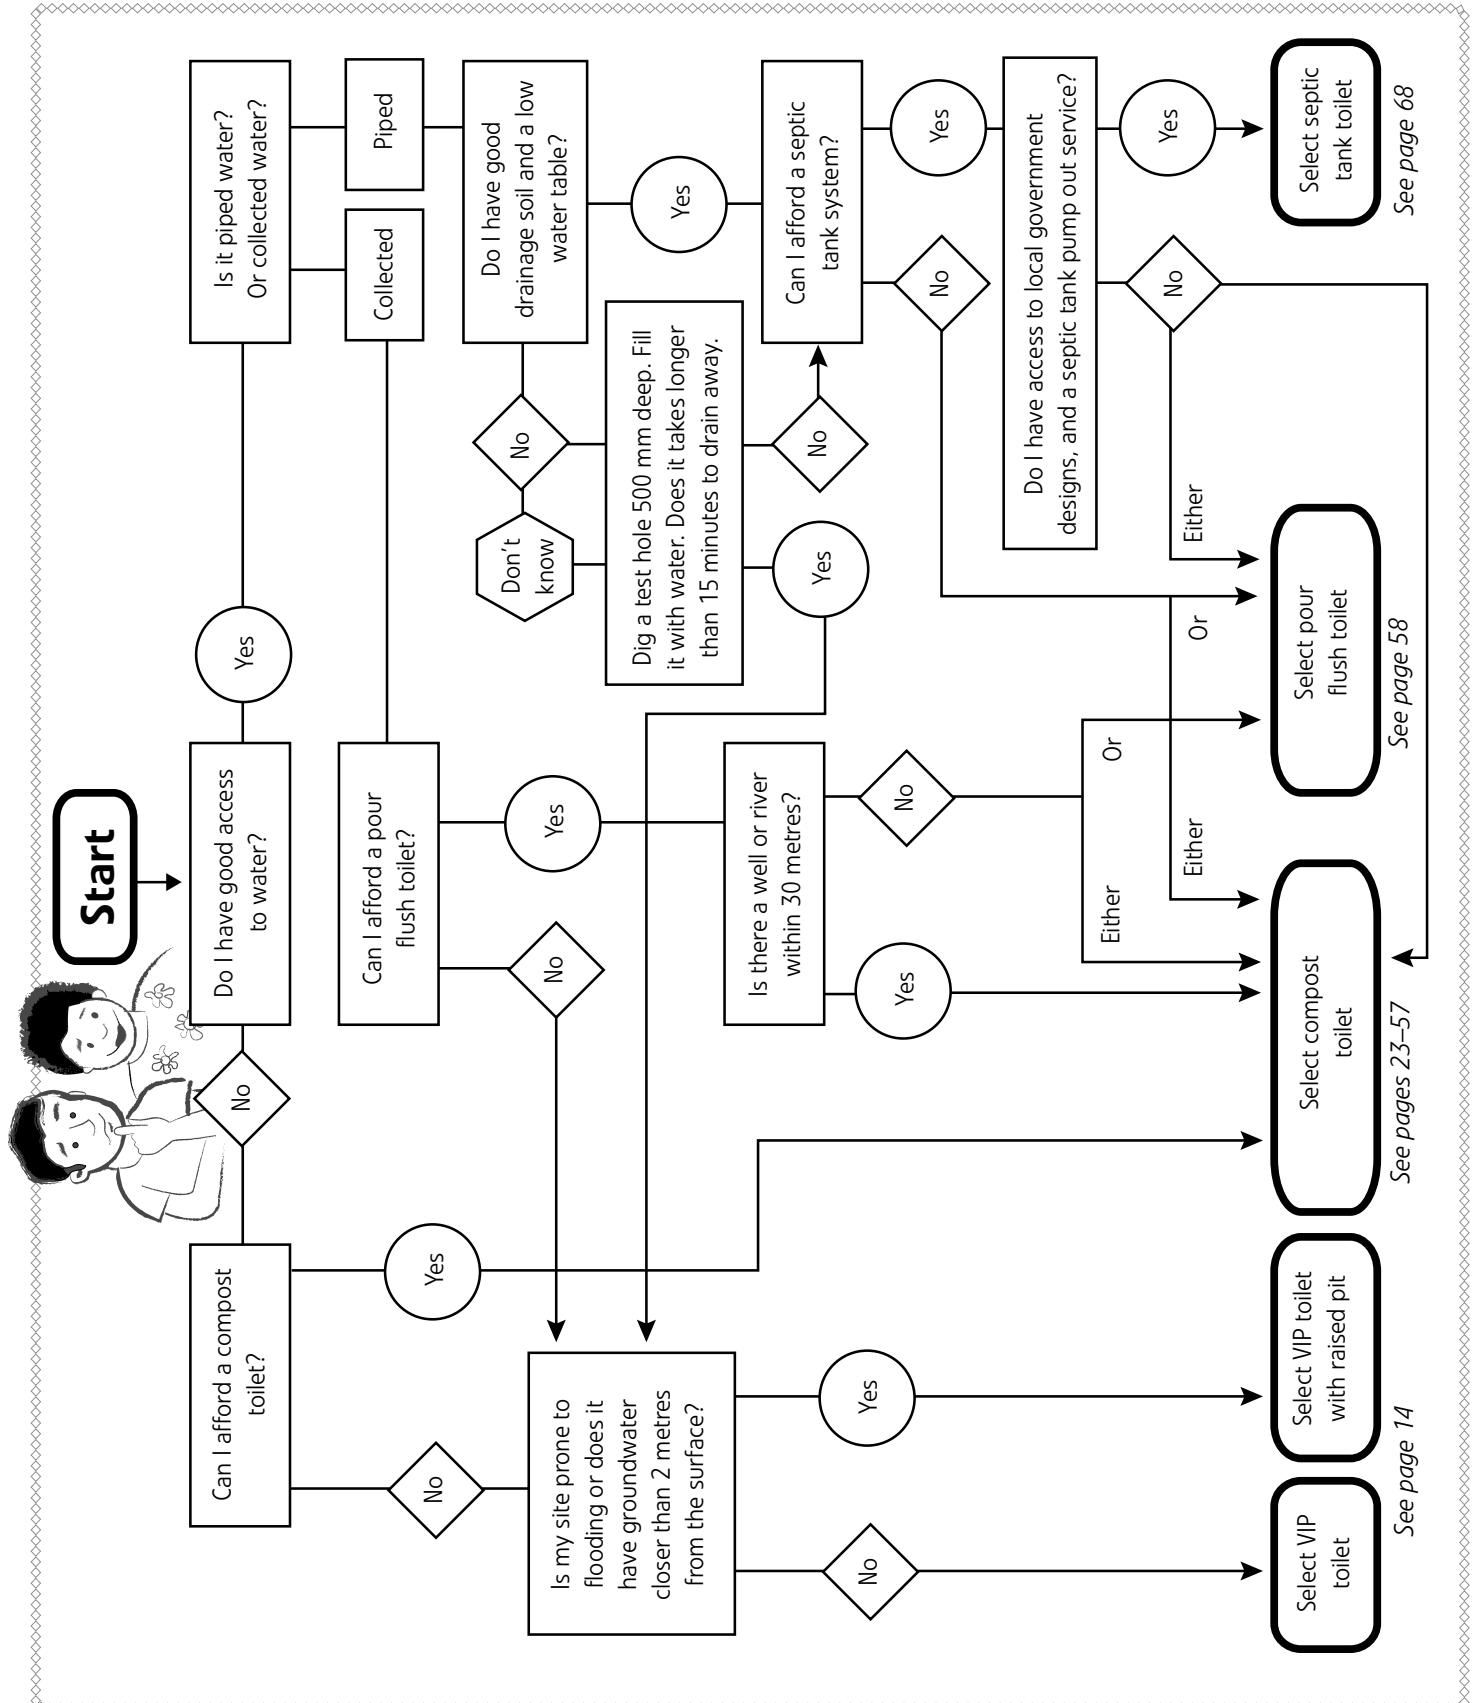 Start
Do I have good access
to water?
No
Yes
Can I afford a compost
toilet?
Is it piped water?
Or collected water?
Collected
Piped
Can I afford a pour
flush toilet?
Do I have good
drainage soil and a low
water table?
No
Yes
Yes
No
Don't
know
No
Yes
Is my site prone to
flooding or does it
have groundwater
closer than 2 metres
from the surface?
Dig a test hole 500 mm deep. Fill
it with water. Does it takes longer
than 15 minutes to drain away.
Is there a well or river
within 30 metres?
Yes
No
Can I afford a septic
tank system?
No
Yes
Yes
No
No
Yes
Do I have access to local government
designs, and a septic tank pump out service?
Either
Or
No
Yes
Either
Or
Either
Select VIP
toilet
Select VIP toilet
with raised pit
Select compost
toilet
Select pour
flush toilet
Select septic
tank toilet
See page 14
See pages 23–57
See page 58
See page 68